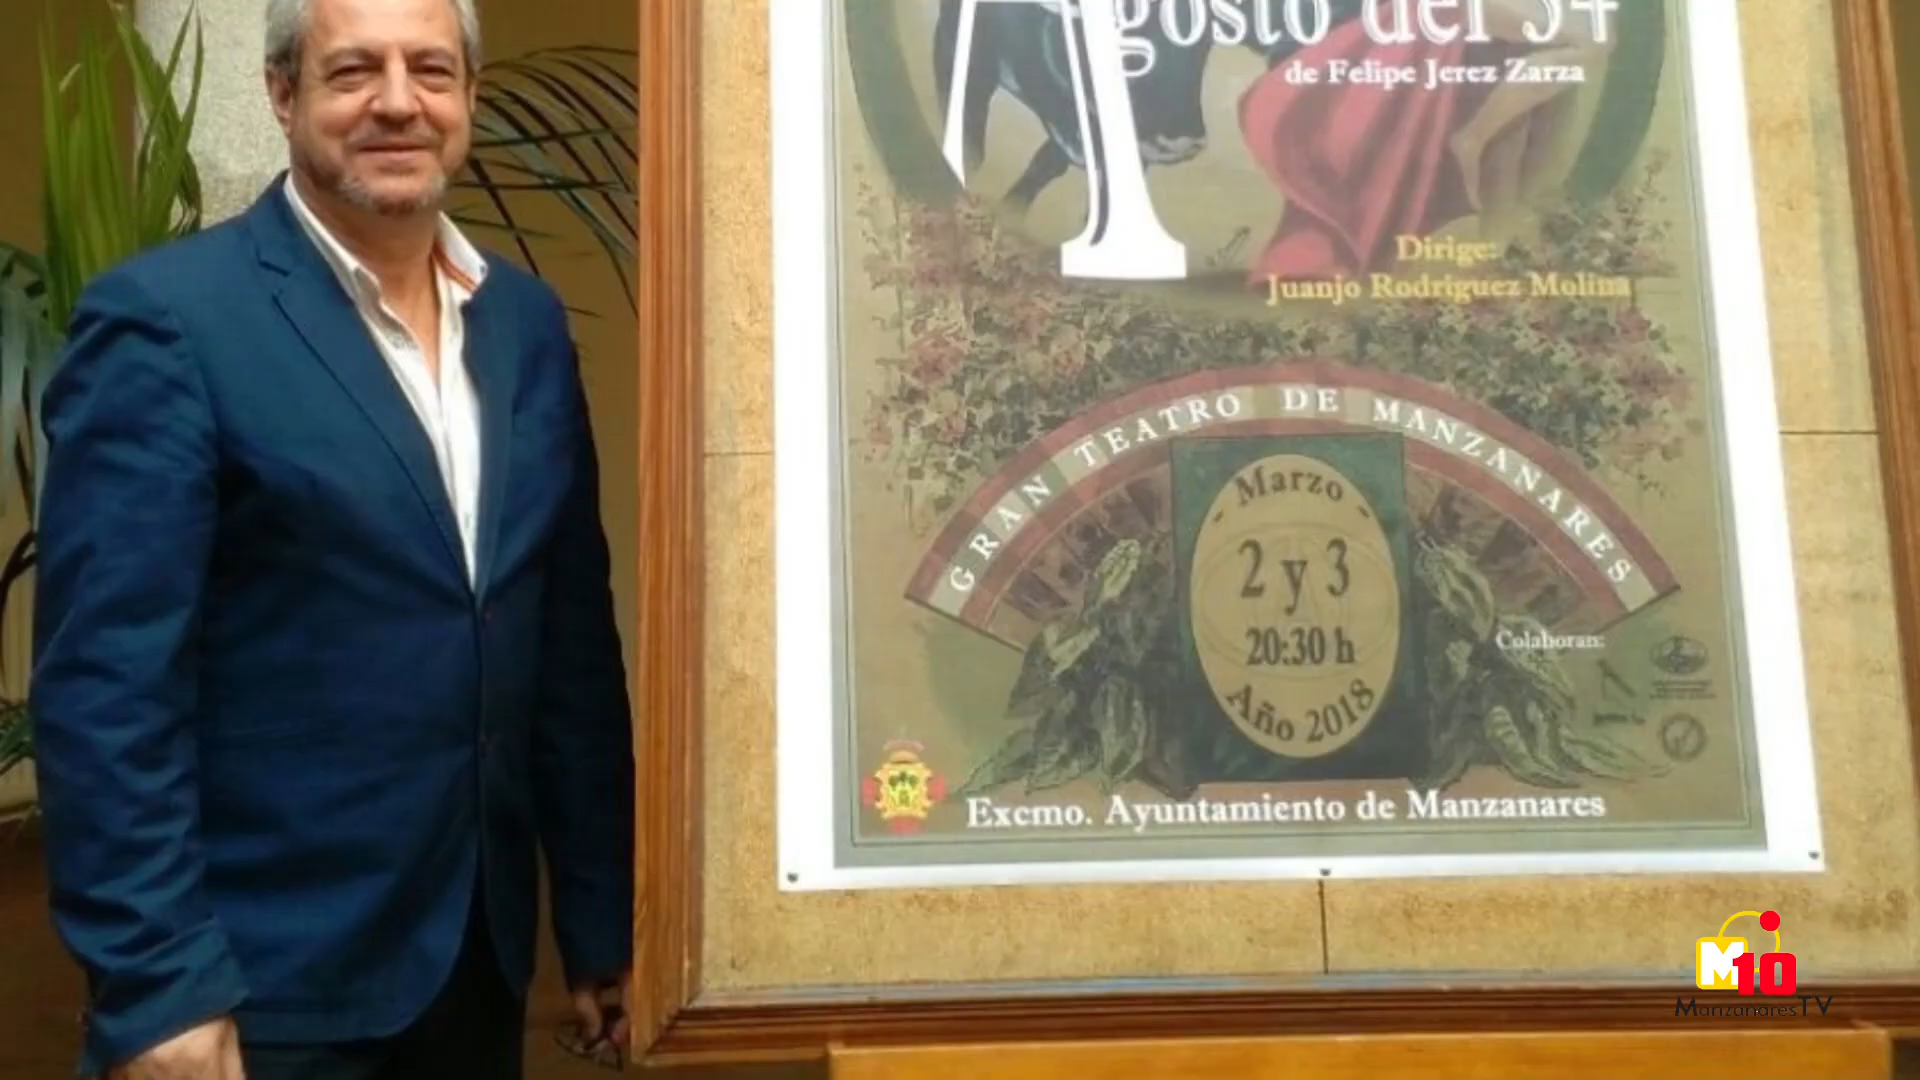 Agosto del 34
de Felipe Jerez Zarza
Dirige:
Juanjo Rodriguez Molina
GRAN TEATRO DE MANZANARES
- Marzo -
2 y 3
20:30 h
Año 2018
Colaboran:
Excmo. Ayuntamiento de Manzanares
M10
ManzanaresTV